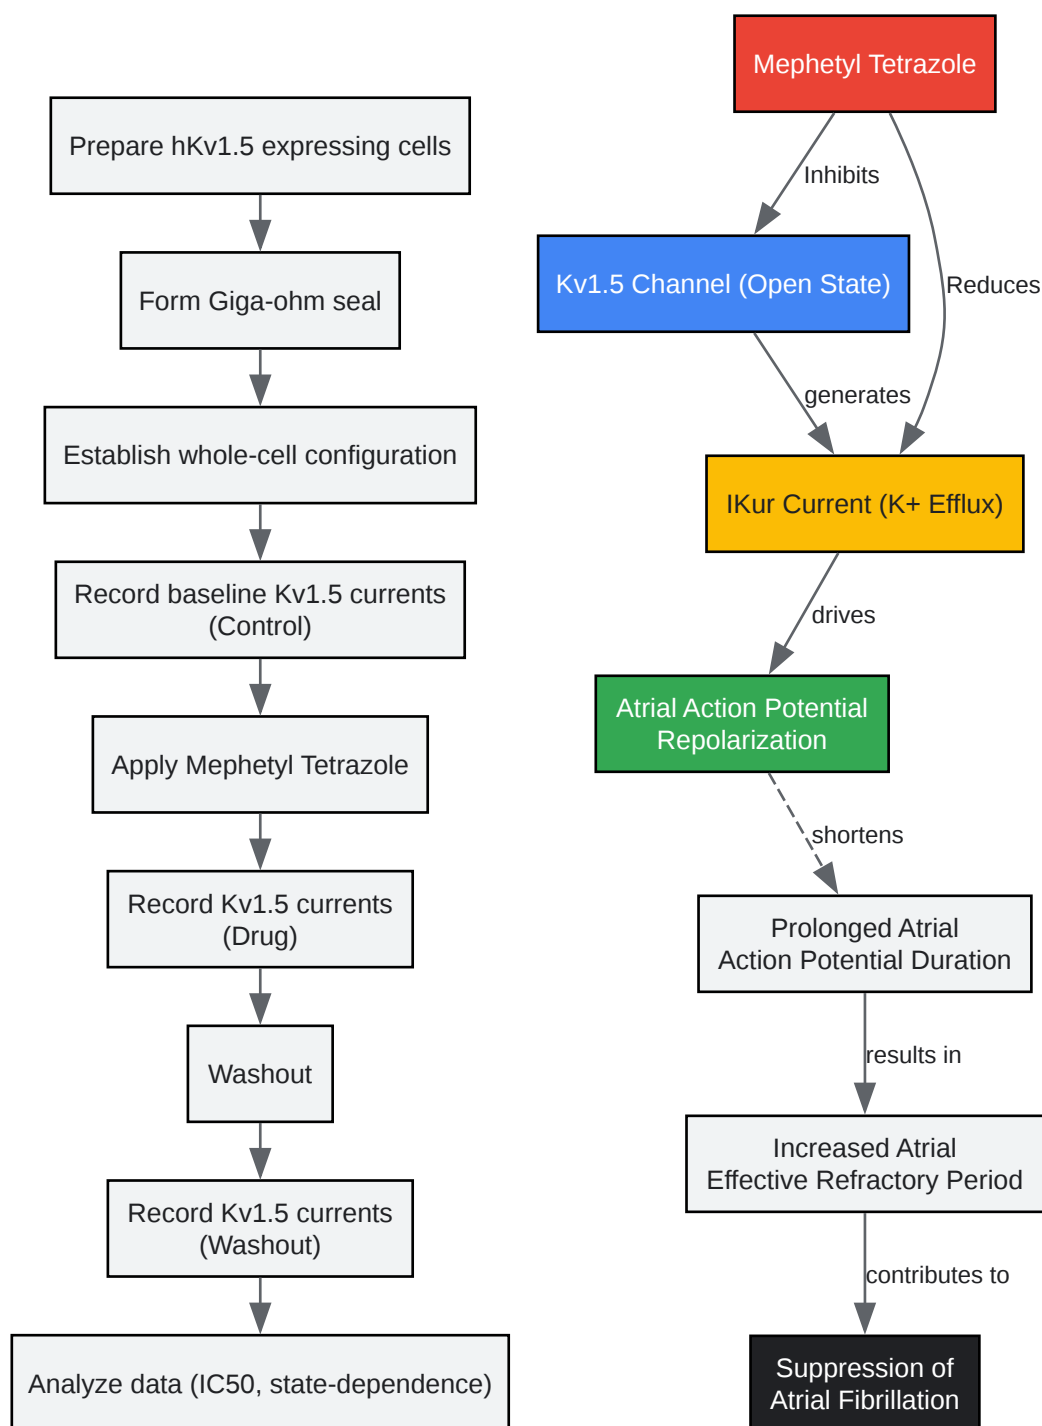 Prepare hKv1.5 expressing cells
Form Giga-ohm seal
Establish whole-cell configuration
Record baseline Kv1.5 currents
(Control)
Apply Mephetyl Tetrazole
Record Kv1.5 currents
(Drug)
Washout
Record Kv1.5 currents
(Washout)
Analyze data (IC50, state-dependence)
Mephetyl Tetrazole
Inhibits
Kv1.5 Channel (Open State)
Reduces
generates
IKur Current (K+ Efflux)
drives
Atrial Action Potential
Repolarization
shortens
Prolonged Atrial
Action Potential Duration
results in
Increased Atrial
Effective Refractory Period
contributes to
Suppression of
Atrial Fibrillation